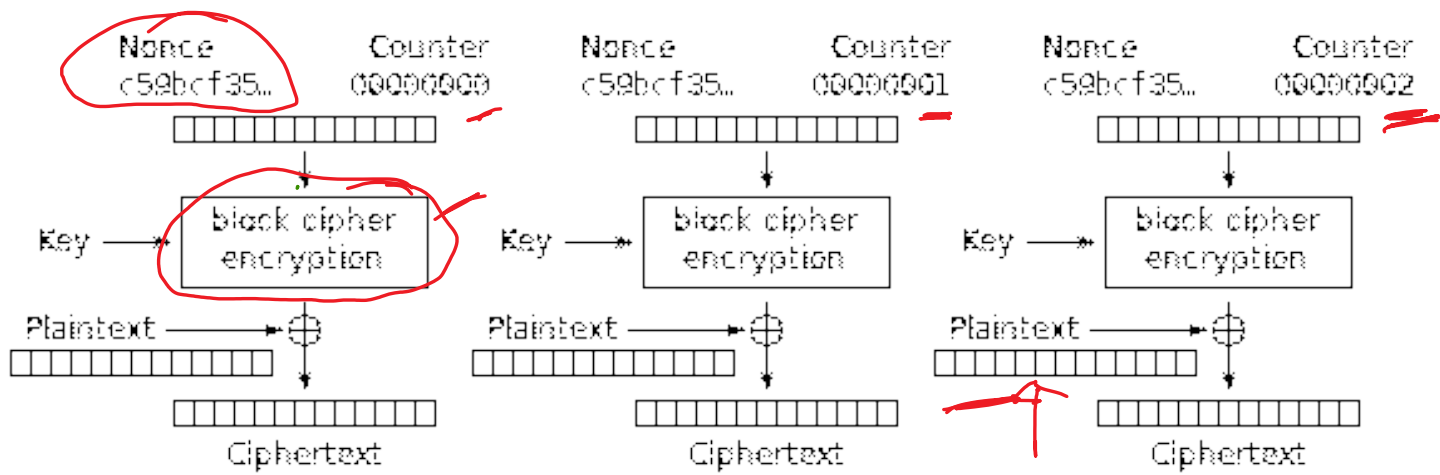 Nonce Counter Nonce Counter Nonce Counter
c59bcf35… 00000000 c59bcf35… 00000001 c59bcf35… 00000002
Key block cipher encryption Key block cipher encryption Key block cipher encryption
Plaintext Plaintext Plaintext
Ciphertext Ciphertext Ciphertext